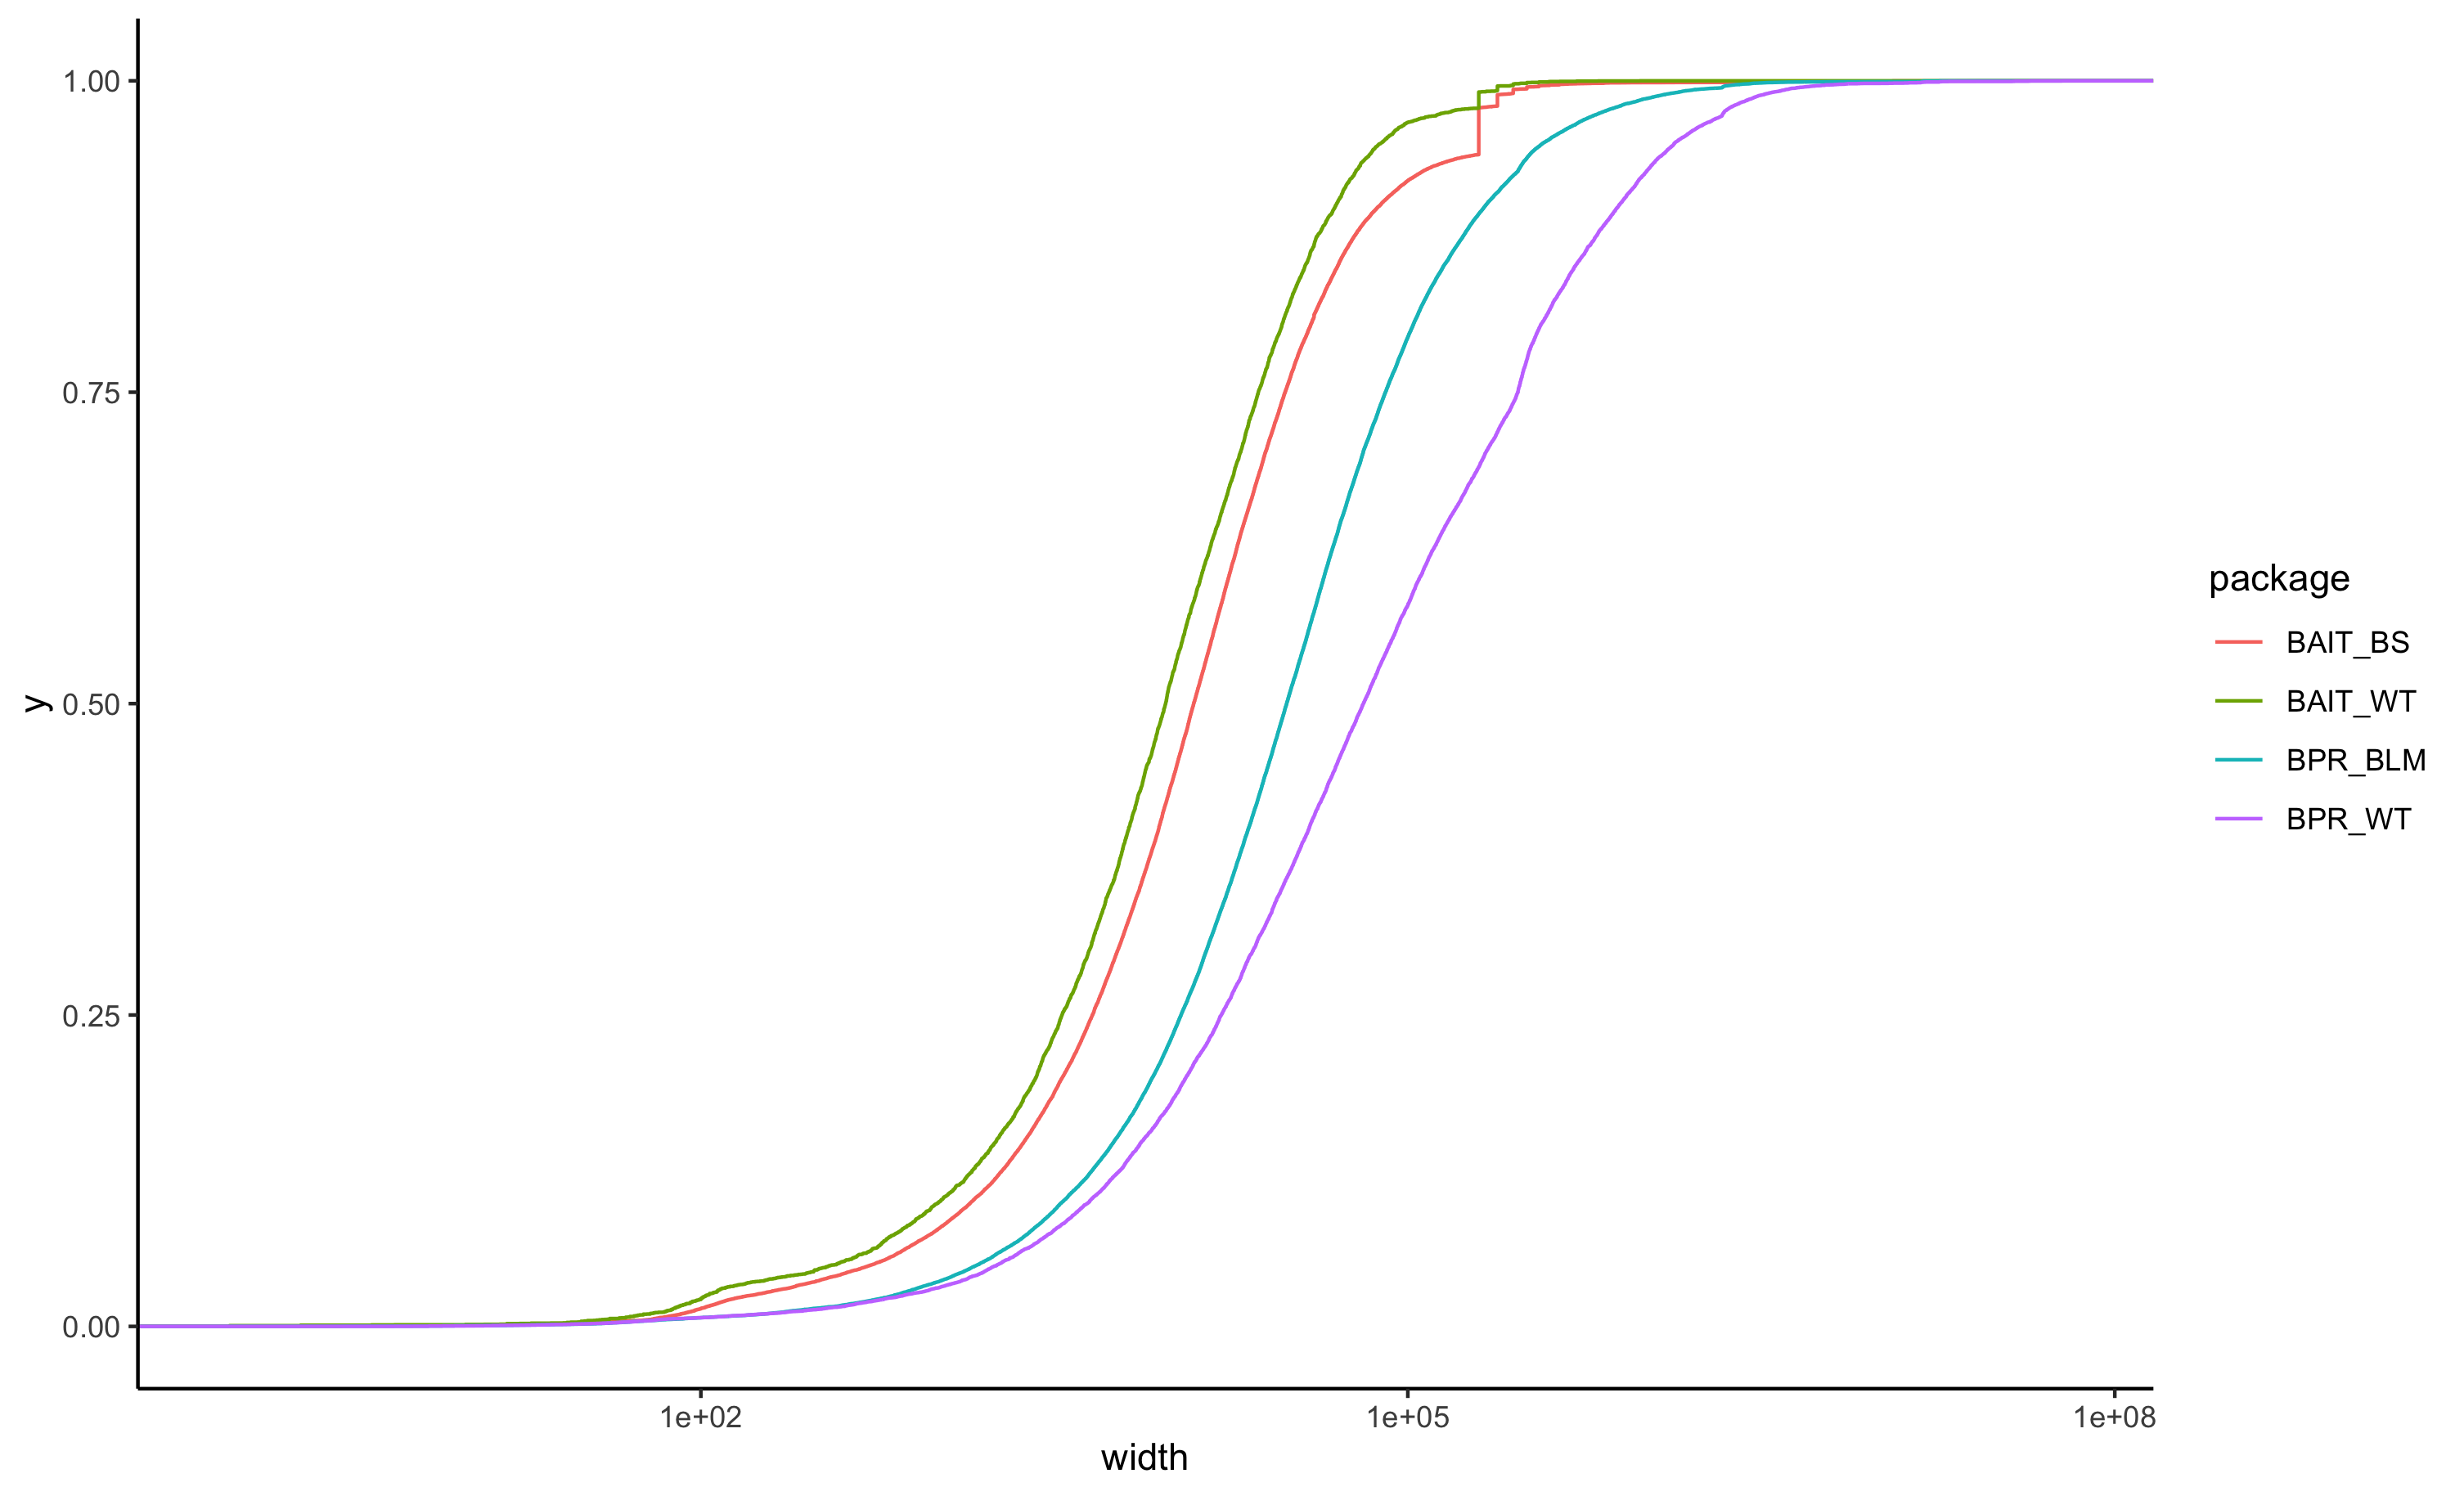 1.00
0.75
0.50
0.25
0.00
y
1e+02
1e+05
1e+08
width
package
BAIT_BS
BAIT_WT
BPR_BLM
BPR_WT